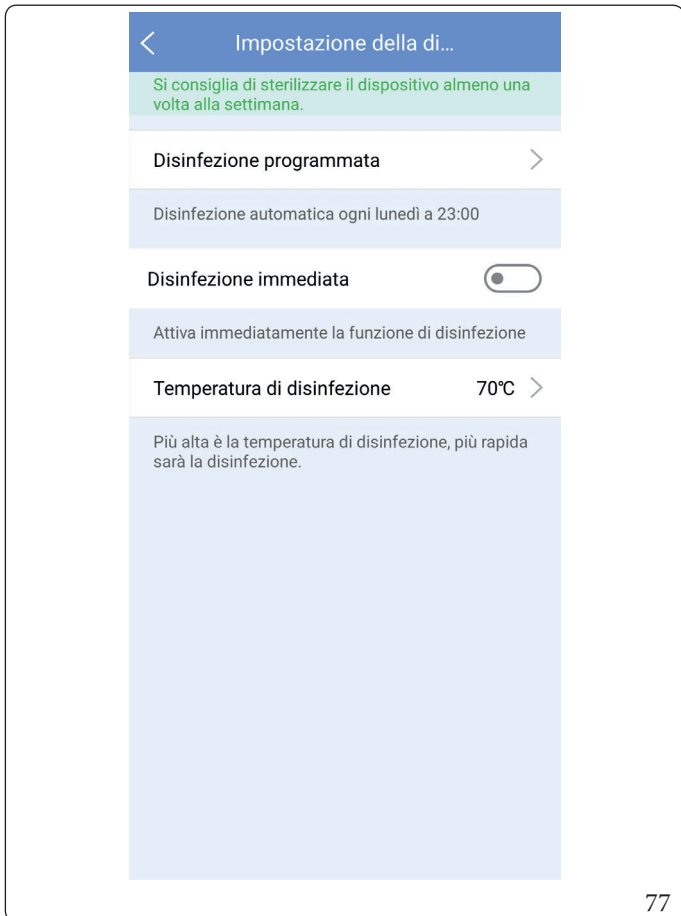 Impostazione della di...
Si consiglia di sterilizzare il dispositivo almeno una
volta alla settimana.
Disinfezione programmata
Disinfezione automatica ogni lunedì a 23:00
Disinfezione immediata
Attiva immediatamente la funzione di disinfezione
Temperatura di disinfezione 70℃
Più alta è la temperatura di disinfezione, più rapida
sarà la disinfezione.
77